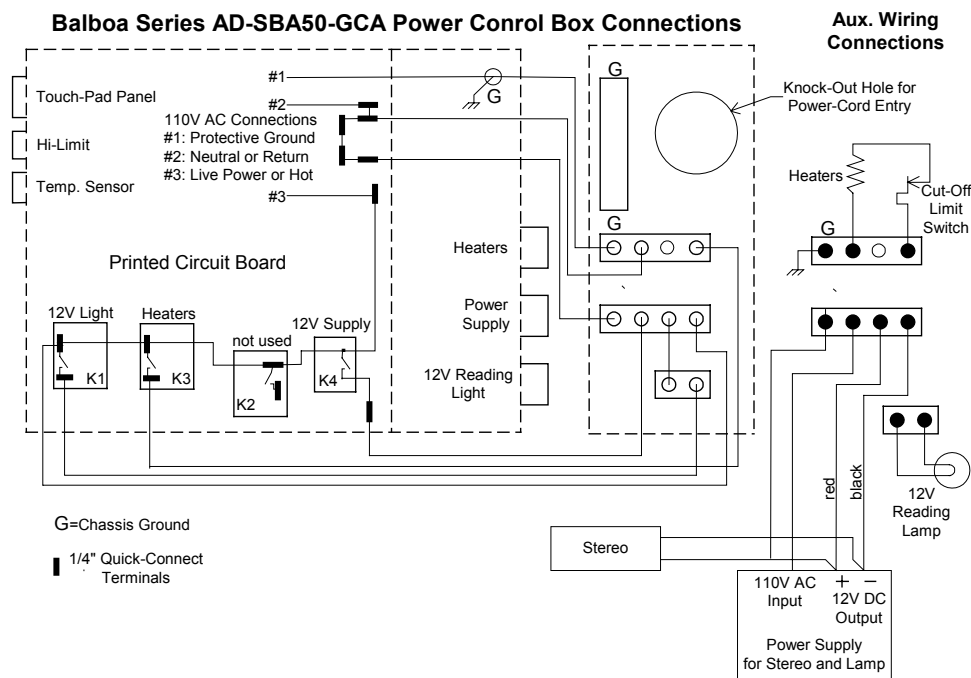 Balboa Series AD-SBA50-GCA Power Conrol Box Connections
Aux. Wiring
Connections
Touch-Pad Panel
Hi-Limit
Temp. Sensor
#1
#2
110V AC Connections
#1: Protective Ground
#2: Neutral or Return
#3: Live Power or Hot
#3
G
G
G
Knock-Out Hole for
Power-Cord Entry
Heaters
Cut-Off
Limit
Switch
G
Printed Circuit Board
Heaters
Power
Supply
12V Reading
Light
12V Light
K1
Heaters
K3
not used
K2
12V Supply
K4
red
black
12V
Reading
Lamp
G=Chassis Ground
1/4" Quick-Connect
Terminals
Stereo
110V AC
Input
+ −
12V DC
Output
Power Supply
for Stereo and Lamp